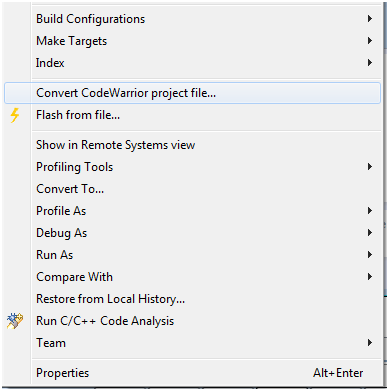 Build Configurations
Make Targets
Index
Convert CodeWarrior project file...
Flash from file...
Show in Remote Systems view
Profiling Tools
Convert To...
Profile As
Debug As
Run As
Compare With
Restore from Local History...
Run C/C++ Code Analysis
Team
Properties Alt+Enter